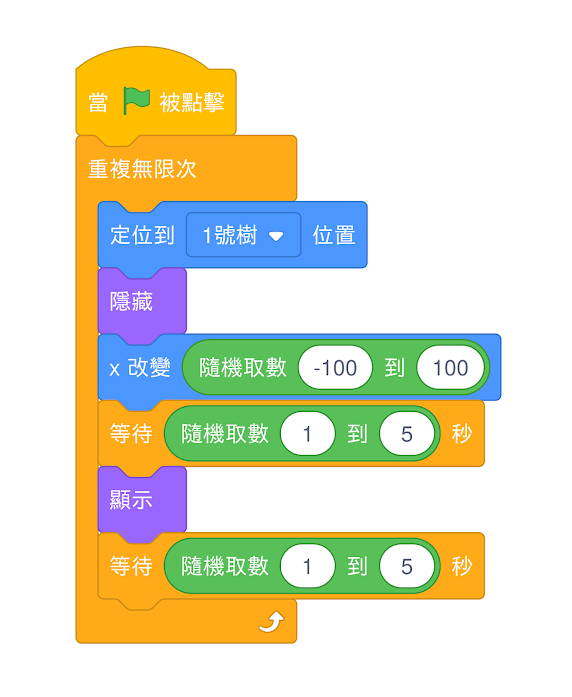 當 被點擊
重複無限次
定位到 1號樹 位置
隱藏
x 改變 隨機取數 -100 到 100
等待 隨機取數 1 到 5 秒
顯示
等待 隨機取數 1 到 5 秒